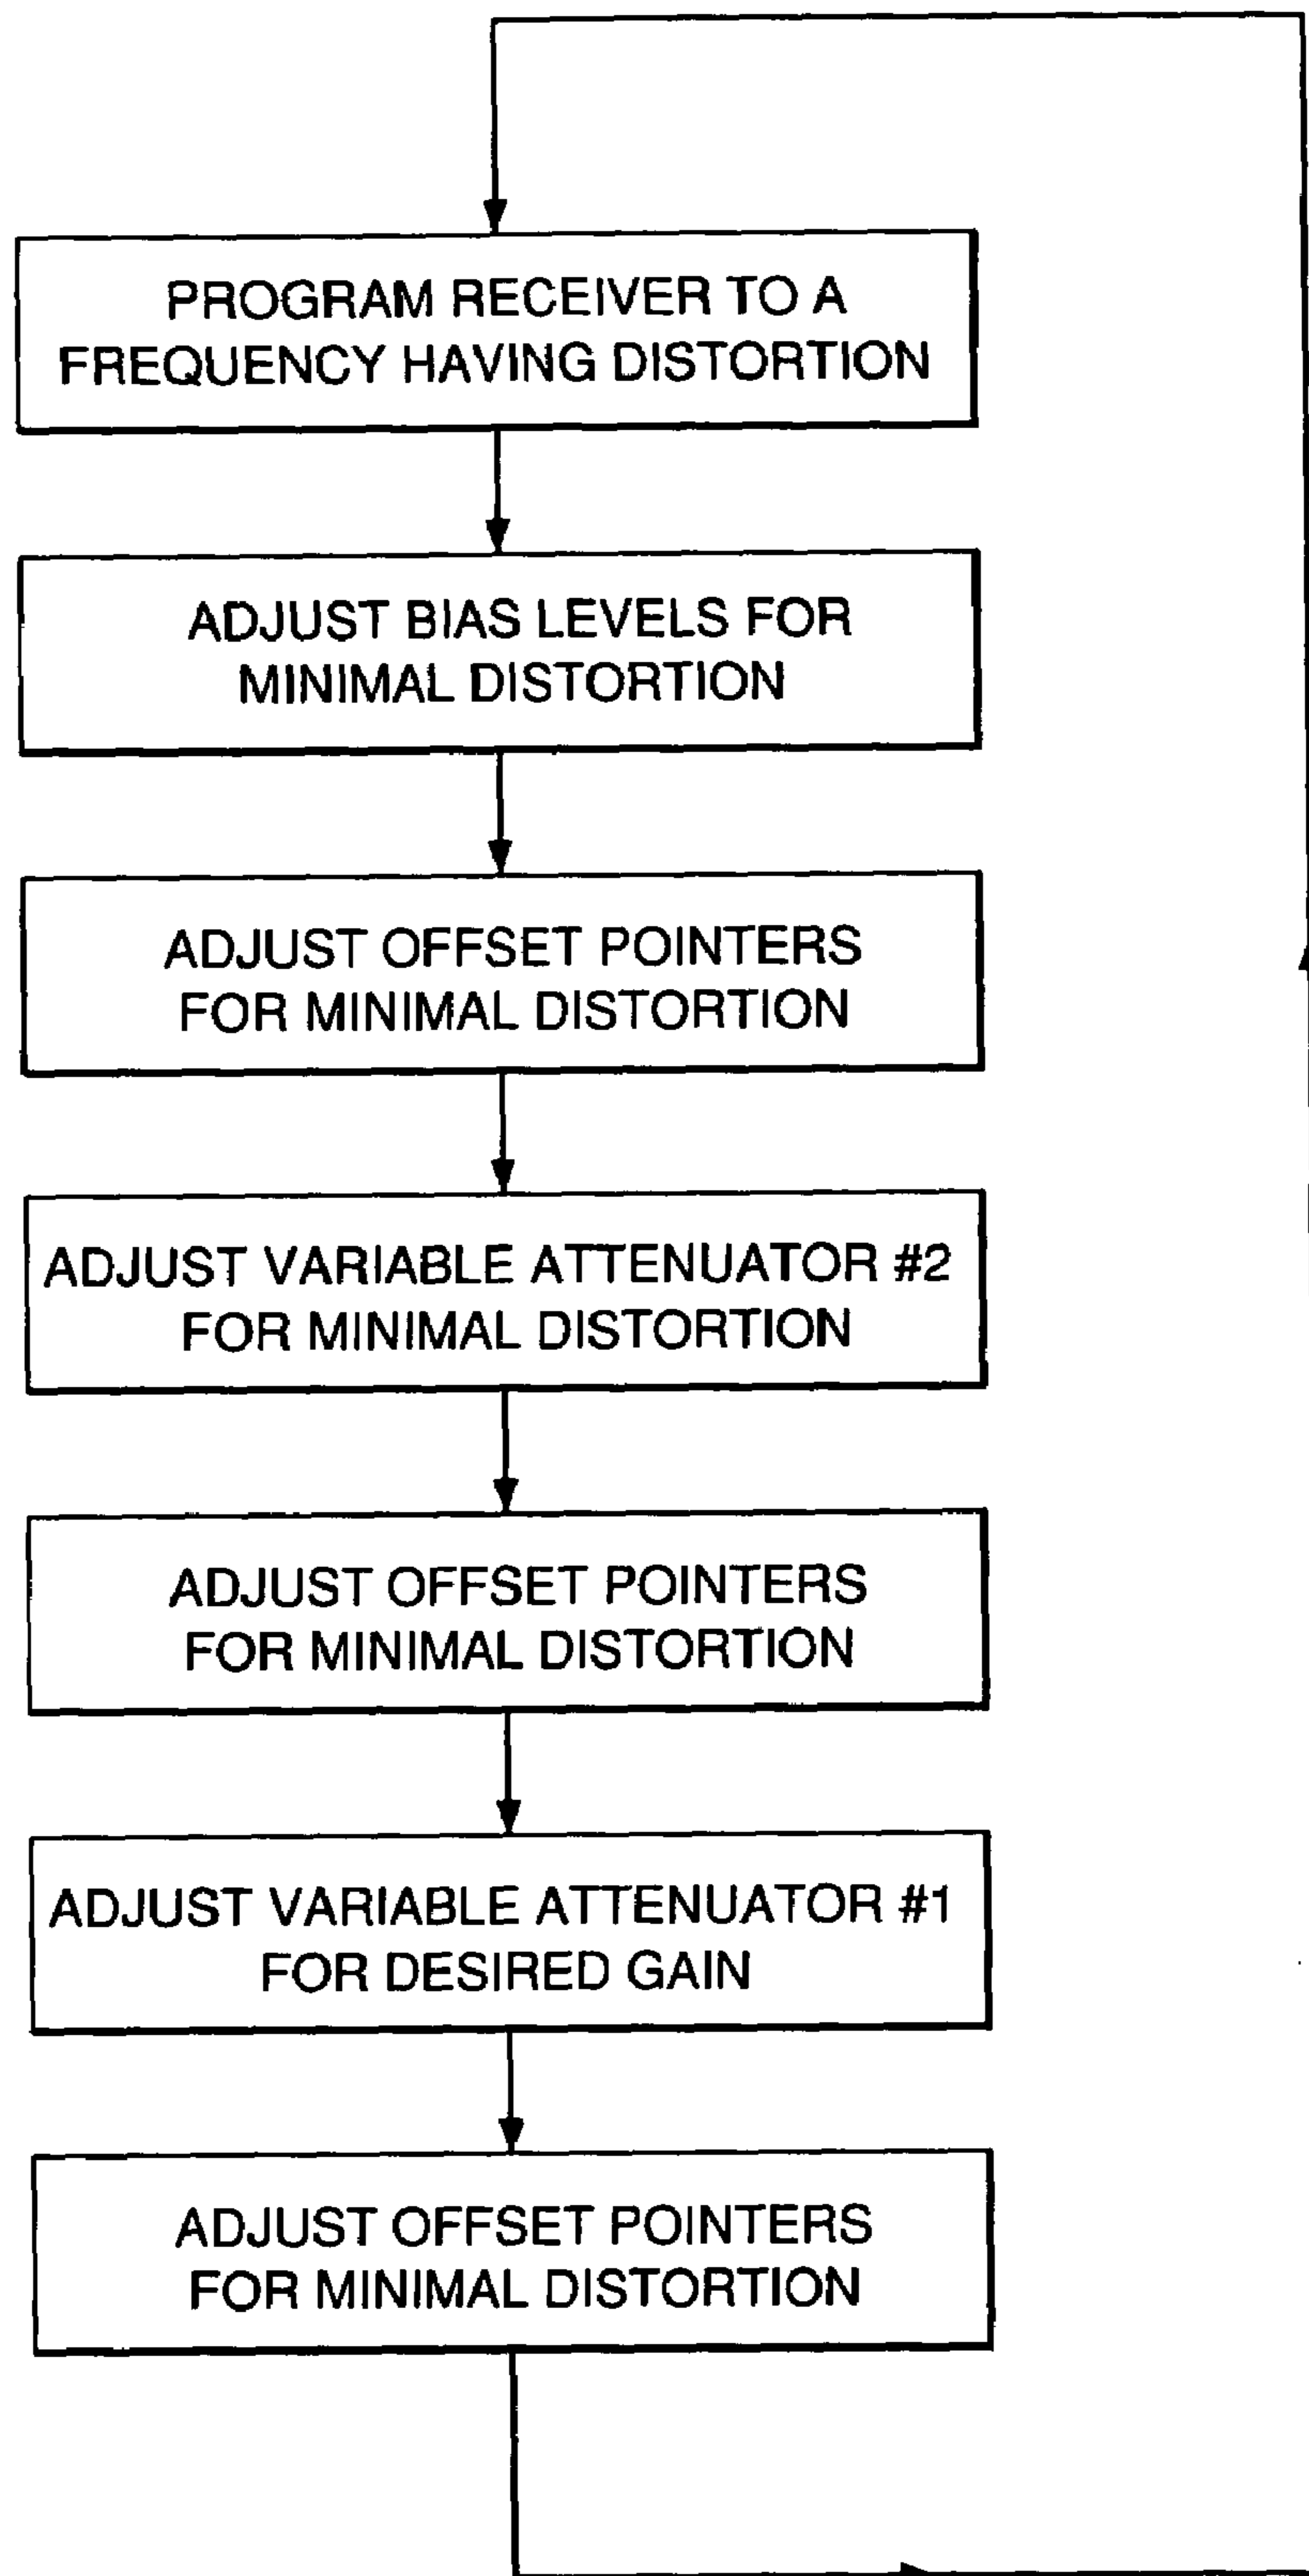 PROGRAM RECEIVER TO A
FREQUENCY HAVING DISTORTION
ADJUST BIAS LEVELS FOR
MINIMAL DISTORTION
ADJUST OFFSET POINTERS
FOR MINIMAL DISTORTION
ADJUST VARIABLE ATTENUATOR #2
FOR MINIMAL DISTORTION
ADJUST OFFSET POINTERS
FOR MINIMAL DISTORTION
ADJUST VARIABLE ATTENUATOR #1
FOR DESIRED GAIN
ADJUST OFFSET POINTERS
FOR MINIMAL DISTORTION